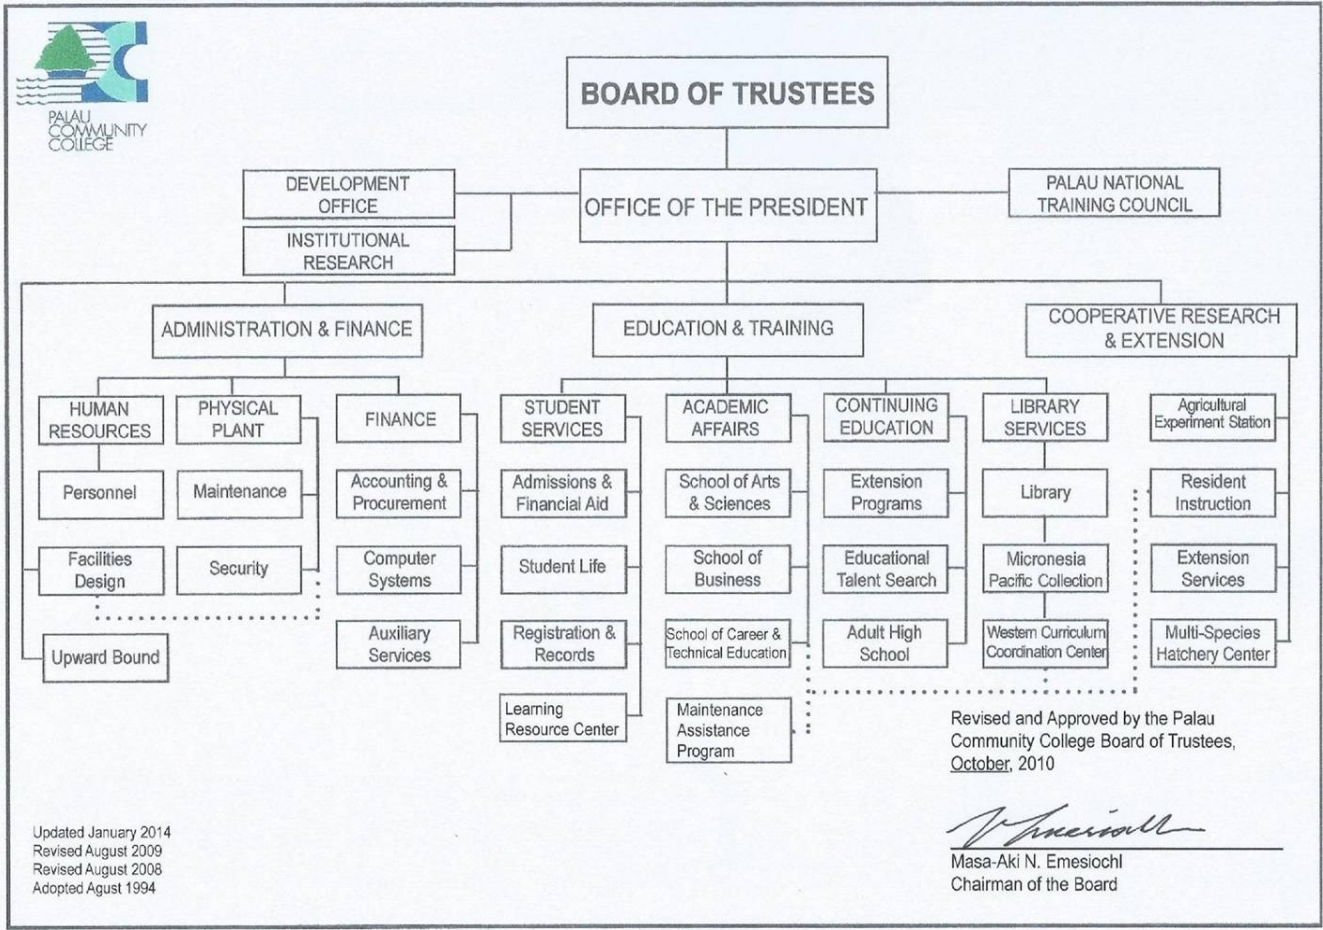 PALAU
COMMUNITY
COLLEGE
BOARD OF TRUSTEES
DEVELOPMENT
OFFICE
INSTITUTIONAL
RESEARCH
OFFICE OF THE PRESIDENT
PALAU NATIONAL
TRAINING COUNCIL
ADMINISTRATION & FINANCE
EDUCATION & TRAINING
COOPERATIVE RESEARCH
& EXTENSION
HUMAN
RESOURCES
Personnel
Facilities
Design
Upward Bound
PHYSICAL
PLANT
Maintenance
Security
FINANCE
Accounting &
Procurement
Computer
Systems
Auxiliary
Services
STUDENT
SERVICES
Admissions &
Financial Aid
Student Life
Registration &
Records
Learning
Resource Center
ACADEMIC
AFFAIRS
School of Arts
& Sciences
School of
Business
School of Career &
Technical Education
Maintenance
Assistance
Program
CONTINUING
EDUCATION
Extension
Programs
Educational
Talent Search
Adult High
School
LIBRARY
SERVICES
Library
Micronesia
Pacific Collection
Western Curriculum
Coordination Center
Agricultural
Experiment Station
Resident
Instruction
Extension
Services
Multi-Species
Hatchery Center
Revised and Approved by the Palau
Community College Board of Trustees,
October, 2010
Masa-Aki N. Emesiochl
Chairman of the Board
Updated January 2014
Revised August 2009
Revised August 2008
Adopted Agust 1994